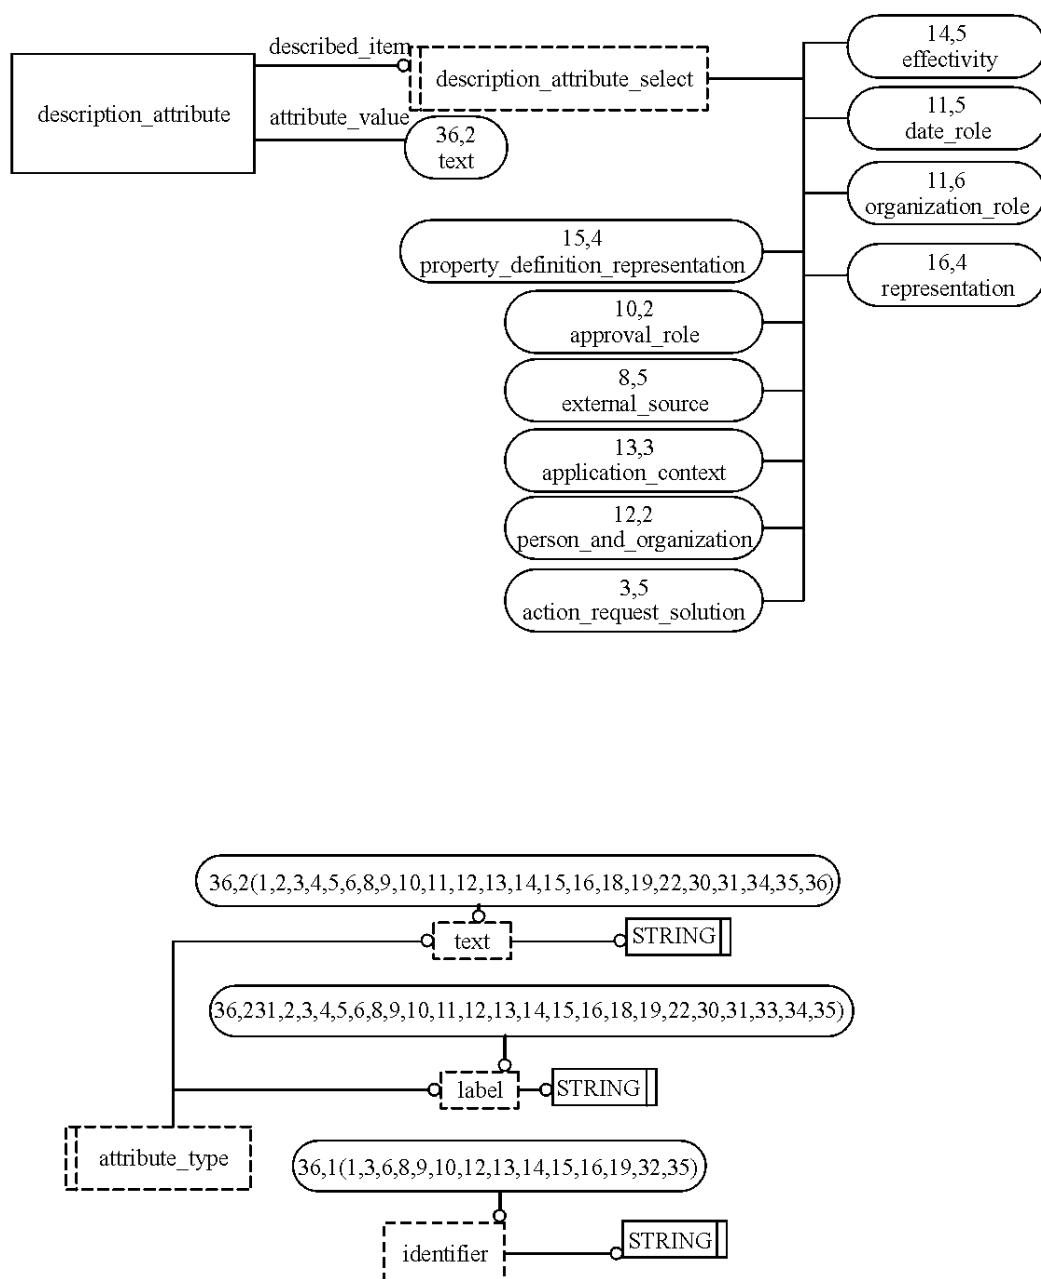 described_item
description_attribute
description_attribute_select
attribute_value
36,2
text
14,5
effectivity
11,5
date_role
11,6
organization_role
16,4
representation
15,4
property_definition_representation
10,2
approval_role
8,5
external_source
13,3
application_context
12,2
person_and_organization
3,5
action_request_solution
36,2(1,2,3,4,5,6,8,9,10,11,12,13,14,15,16,18,19,22,30,31,34,35,36)
text
STRING
36,231,2,3,4,5,6,8,9,10,11,12,13,14,15,16,18,19,22,30,31,33,34,35)
label
STRING
attribute_type
36,1(1,3,6,8,9,10,12,13,14,15,16,19,32,35)
identifier
STRING